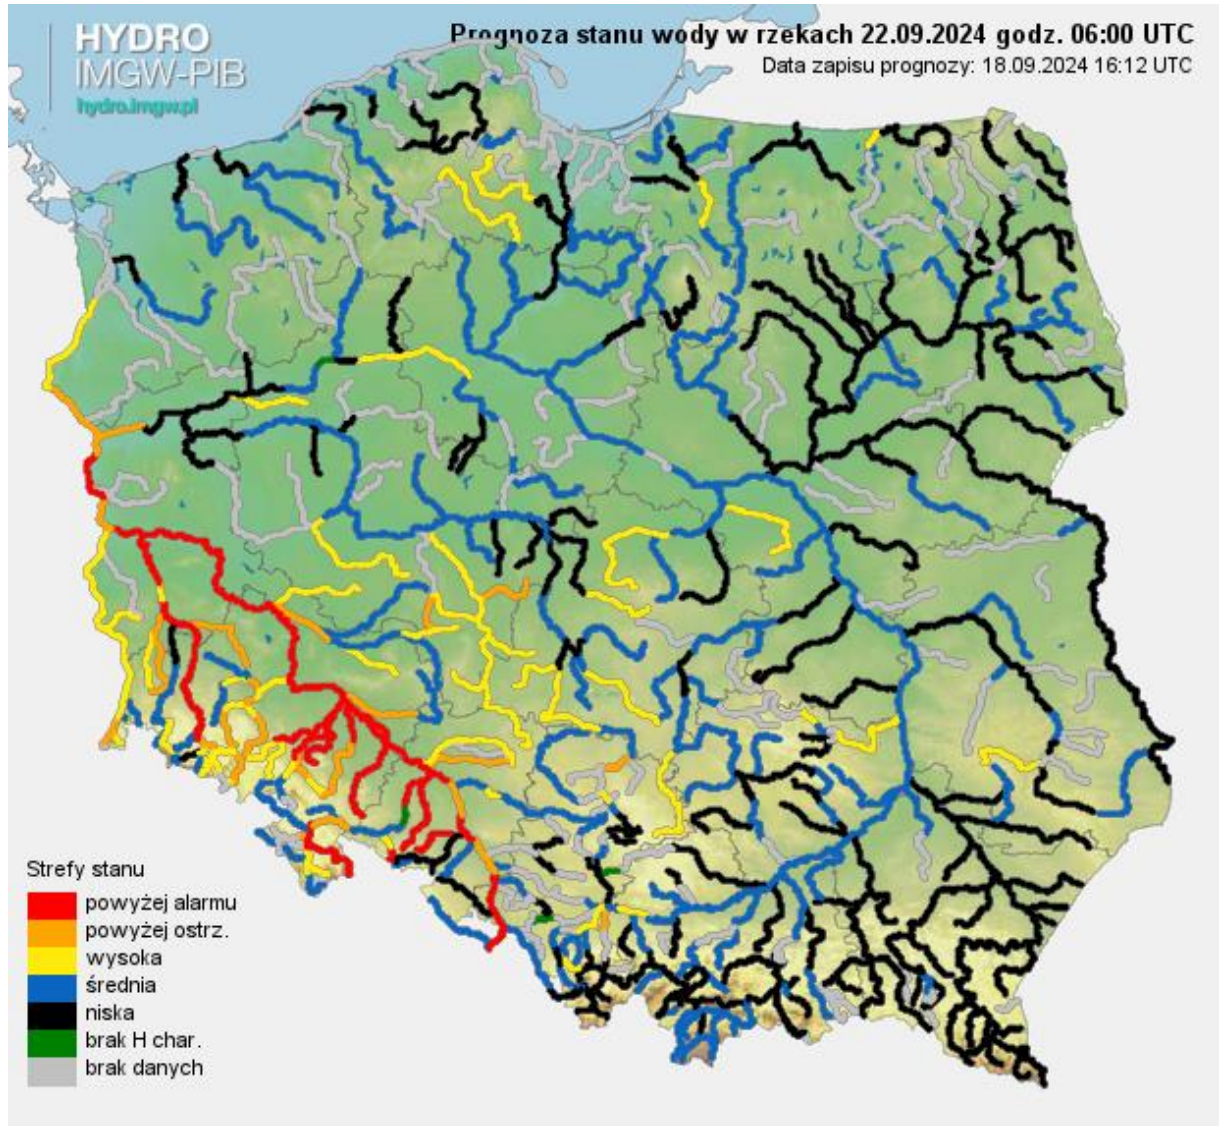 HYDRO
IMGW-PIB
hydro.imgw.pl
Prognoza stanu wody w rzekach 22.09.2024 godz. 06:00 UTC
Data zapisu prognozy: 18.09.2024 16:12 UTC
Strefy stanu
powyżej alarmu
powyżej ostrz.
wysoka
średnia
niska
brak H char.
brak danych